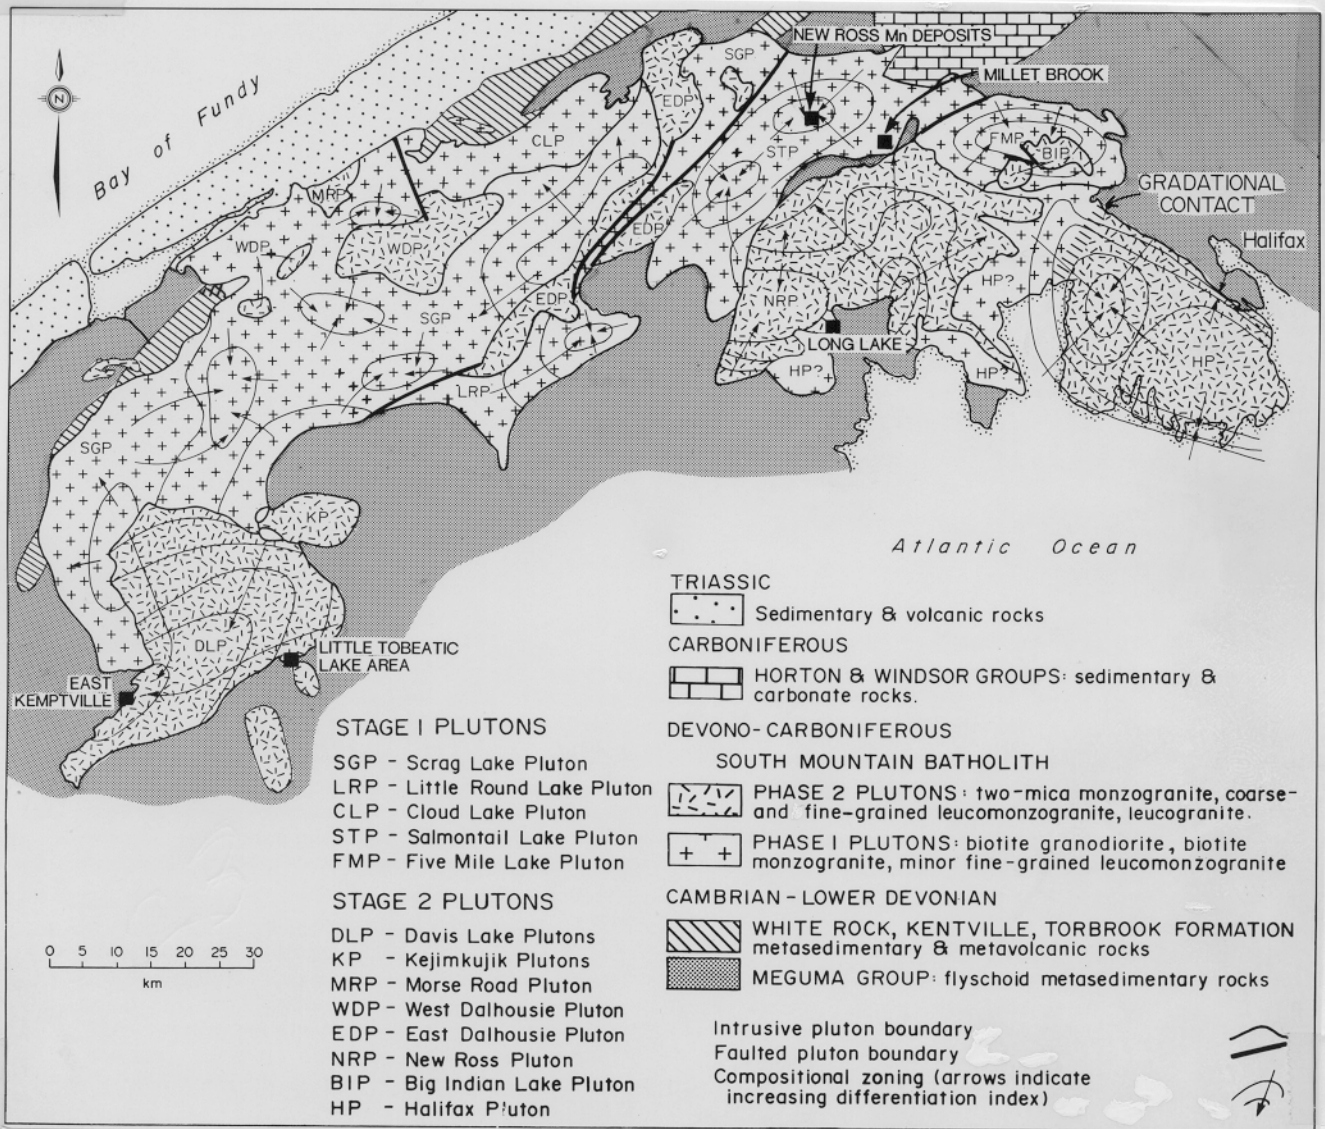 NEW ROSS Mn DEPOSITS
MILLET BROOK
SGP
EDP
N
Bay of Fundy
CLP
STP
FMP
BIP
GRADATIONAL
CONTACT
MRP
Halifax
WDP
WDP
EDP
HP?
EDP
NRP
SGP
LONG LAKE
HP
HP?
HP?
LRP
SGP
KP
Atlantic Ocean
DLP
LITTLE TOBEATIC
LAKE AREA
EAST
KEMPTVILLE
TRIASSIC
Sedimentary & volcanic rocks
CARBONIFEROUS
HORTON & WINDSOR GROUPS: sedimentary &
carbonate rocks.
DEVONO-CARBONIFEROUS
SOUTH MOUNTAIN BATHOLITH
PHASE 2 PLUTONS: two-mica monzogranite, coarse-
and fine-grained leucomonzogranite, leucogranite.
PHASE I PLUTONS: biotite granodiorite, biotite
monzogranite, minor fine-grained leucomonzogranite
CAMBRIAN-LOWER DEVONIAN
WHITE ROCK, KENTVILLE, TORBROOK FORMATION
metasedimentary & metavolcanic rocks
MEGUMA GROUP: flyschoid metasedimentary rocks
Intrusive pluton boundary
Faulted pluton boundary
Compositional zoning (arrows indicate
increasing differentiation index)
STAGE I PLUTONS
SGP - Scrag Lake Pluton
LRP - Little Round Lake Pluton
CLP - Cloud Lake Pluton
STP - Salmontail Lake Pluton
FMP - Five Mile Lake Pluton
STAGE 2 PLUTONS
DLP - Davis Lake Plutons
KP - Kejimkujik Plutons
MRP - Morse Road Pluton
WDP - West Dalhousie Pluton
EDP - East Dalhousie Pluton
NRP - New Ross Pluton
BIP - Big Indian Lake Pluton
HP - Halifax Pluton
0 5 10 15 20 25 30
km